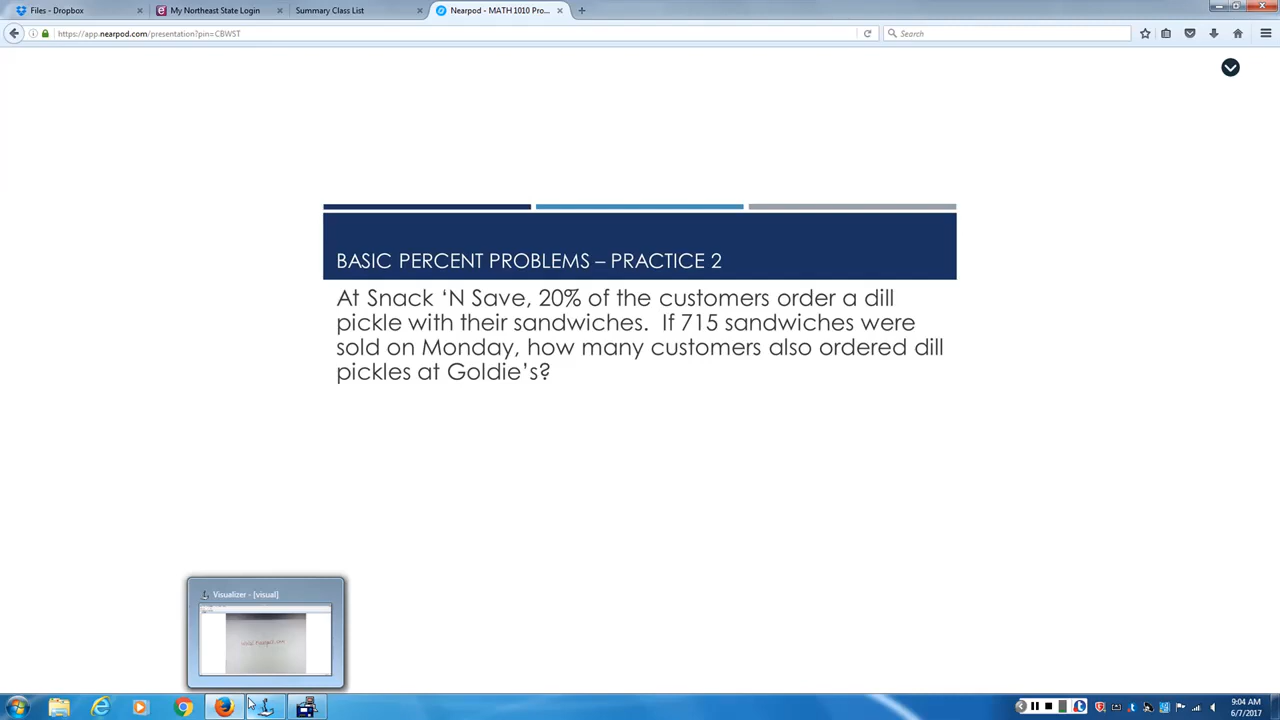 Files - Dropbox
My Northeast State Login
Summary Class List
Nearpod - MATH 1010 Pro...
https://app.nearpod.com/presentation?pin=CBWST
Search
BASIC PERCENT PROBLEMS – PRACTICE 2
At Snack ‘N Save, 20% of the customers order a dill
pickle with their sandwiches. If 715 sandwiches were
sold on Monday, how many customers also ordered dill
pickles at Goldie’s?
Visualizer - [visual]
9:04 AM
6/7/2017